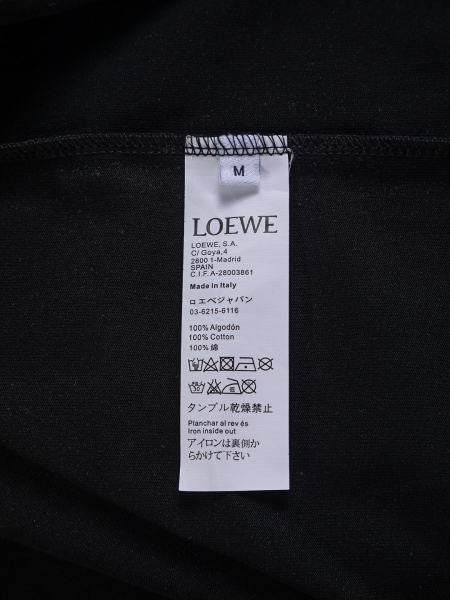 M
LOEWE
LOEWE, S.A.
C/ Goya,4
2800 1-Madrid
SPAIN
C.I.F. A-28003861
Made in Italy
ロエベジャパン
03-6215-6116
100% Algodón
100% Cotton
100% 綿
タンブル乾燥禁止
Planchar al rev és
Iron inside out
アイロンは裏側か
らかけて下さい